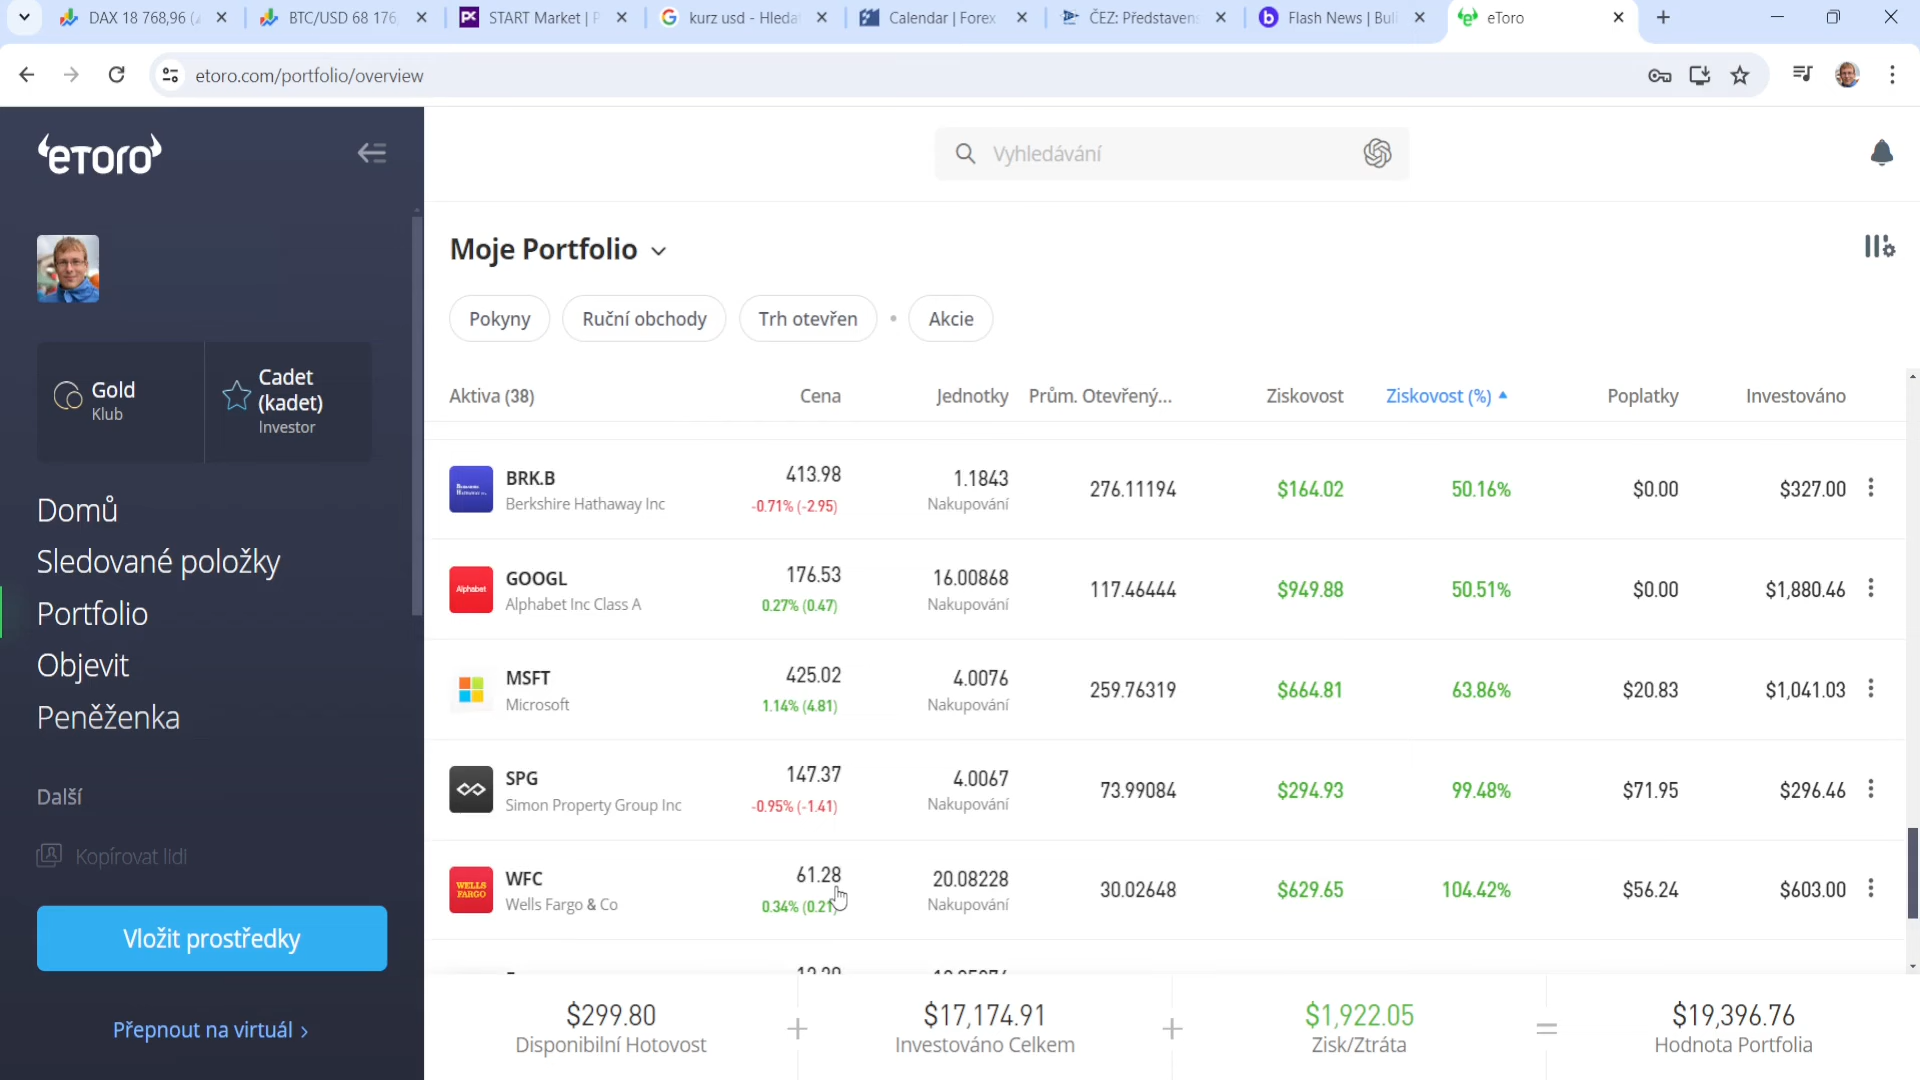 DAX 18 768,96 (
BTC/USD 68 176
START Market | P
kurz usd - Hleda
Calendar | Forex
ČEZ: Představens
Flash News | Buli
eToro
etoro.com/portfolio/overview
eToro
Vyhledávání
Moje Portfolio
Pokyny
Ruční obchody
Trh otevřen
Akcie
Gold
Klub
Cadet
(kadet)
Investor
Domů
Sledované položky
Portfolio
Objevit
Peněženka
Další
Kopírovat lidi
Vložit prostředky
Přepnout na virtuál >
Aktiva (38) Cena Jednotky Prům. Otevřený... Ziskovost Ziskovost (%) Poplatky Investováno
BRK.B 413.98 1.1843 276.11194 $164.02 50.16% $0.00 $327.00
Berkshire Hathaway Inc -0.71% (-2.95) Nakupování
Alphabet
GOOGL 176.53 16.00868 117.46444 $949.88 50.51% $0.00 $1,880.46
Alphabet Inc Class A 0.27% (0.47) Nakupování
MSFT 425.02 4.0076 259.76319 $664.81 63.86% $20.83 $1,041.03
Microsoft 1.14% (4.81) Nakupování
SPG 147.37 4.0067 73.99084 $294.93 99.48% $71.95 $296.46
Simon Property Group Inc -0.95% (-1.41) Nakupování
WELLS
FARGO
WFC 61.28 20.08228 30.02648 $629.65 104.42% $56.24 $603.00
Wells Fargo & Co 0.34% (0.21 Nakupování
$299.80 + $17,174.91 + $1,922.05 = $19,396.76
Disponibilní Hotovost Investováno Celkem Zisk/Ztráta Hodnota Portfolia